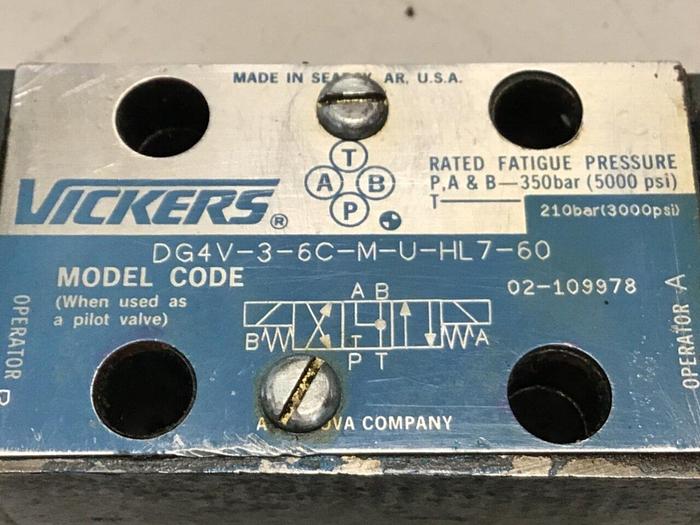 MADE IN SEARCY, AR, U.S.A.
T
A B
P
VICKERS®
RATED FATIGUE PRESSURE
P,A & B—350bar (5000 psi)
T— 210bar(3000psi)
DG4V-3-6C-M-U-HL7-60
MODEL CODE
(When used as
a pilot valve)
02-109978
A B
B T A
P T
OPERATOR B
OPERATOR A
A COMPANY